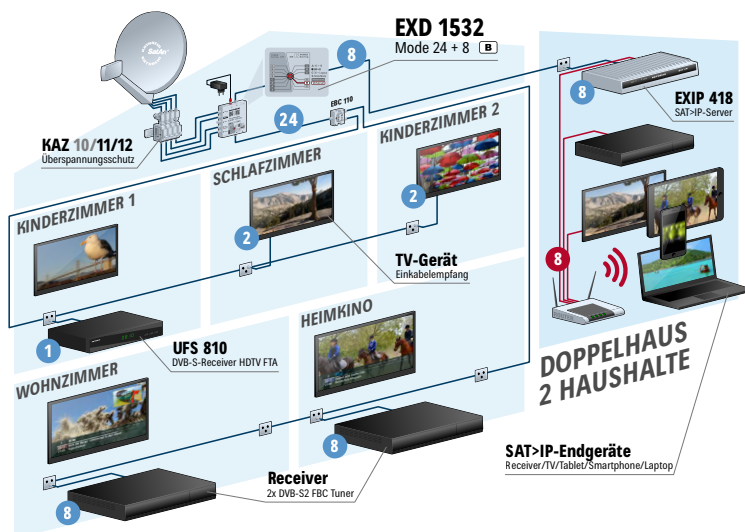 EXD 1532
Mode 24 + 8 B
8
BatAn
EBC 110
24
8
EXIP 418
SAT>IP-Server
KAZ 10/11/12
Überspannungsschutz
KINDERZIMMER 2
SCHLAFZIMMER
2
KINDERZIMMER 1
2
TV-Gerät
Einkabelempfang
8
1
UFS 810
DVB-S-Receiver HDTV FTA
HEIMKINO
DOPPELHAUS
2 HAUSHALTE
WOHNZIMMER
8
SAT>IP-Endgeräte
Receiver/TV/Tablet/Smartphone/Laptop
Receiver
2x DVB-S2 FBC Tuner
8